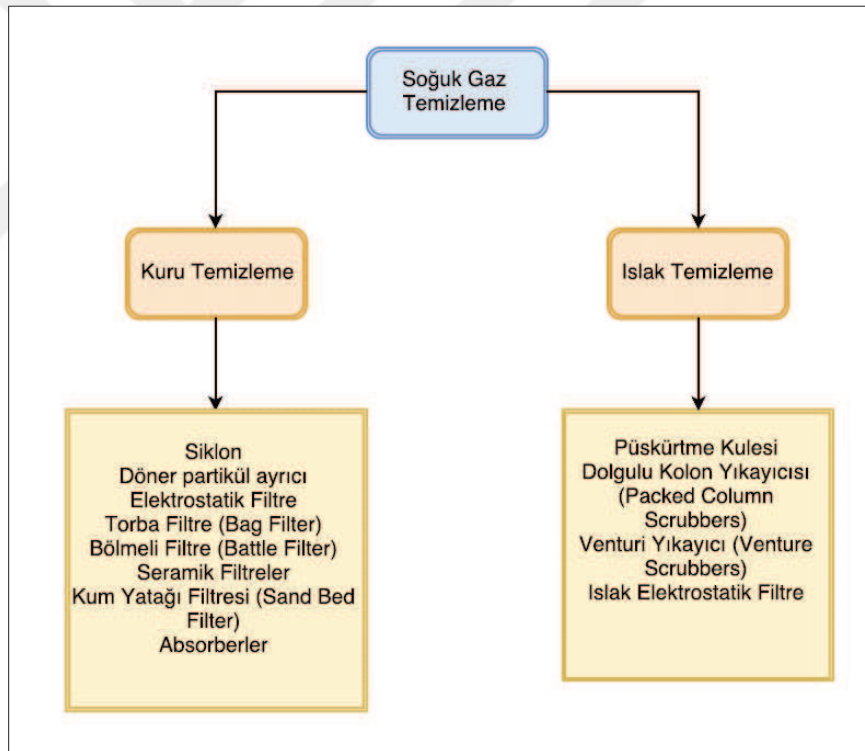 Soğuk Gaz
Temizleme
Kuru Temizleme
Islak Temizleme
Siklon
Döner partikül ayrıcı
Elektrostatik Filtre
Torba Filtre (Bag Filter)
Bölmeli Filtre (Battle Filter)
Seramik Filtreler
Kum Yatağı Filtresi (Sand Bed
Filter)
Absorberler
Püskürtme Kulesi
Dolgulu Kolon Yıkayıcısı
(Packed Column
Scrubbers)
Venturi Yıkayıcı (Venture
Scrubbers)
Islak Elektrostatik Filtre